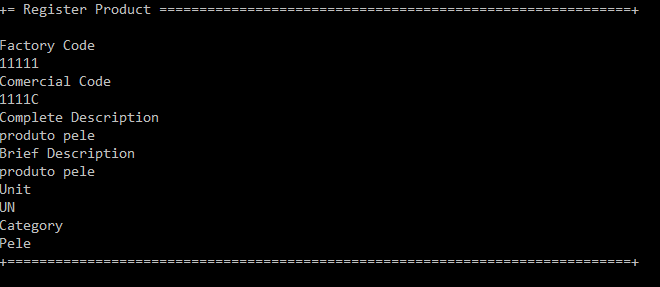 += Register Product ===========================================================+
Factory Code
11111
Comercial Code
1111C
Complete Description
produto pele
Brief Description
produto pele
Unit
UN
Category
Pele
+==============================================================================+